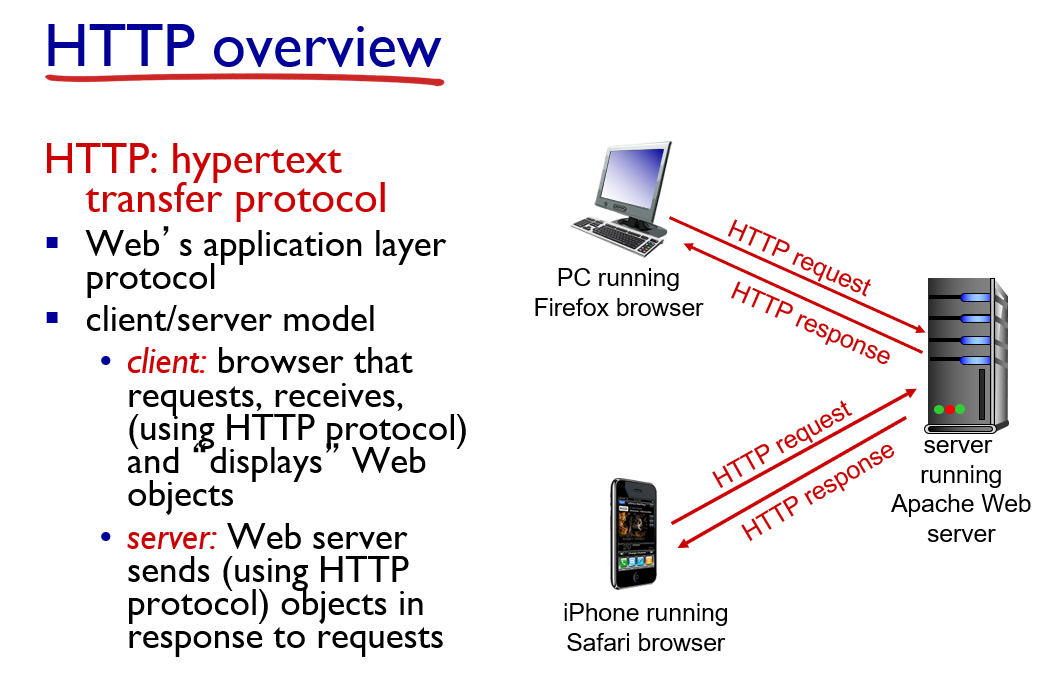 HTTP overview
HTTP: hypertext
transfer protocol
▪ Web’s application layer
protocol
▪ client/server model
• client: browser that
requests, receives,
(using HTTP protocol)
and “displays” Web
objects
• server: Web server
sends (using HTTP
protocol) objects in
response to requests
PC running
Firefox browser
HTTP request
HTTP response
HTTP request
HTTP response
server
running
Apache Web
server
iPhone running
Safari browser